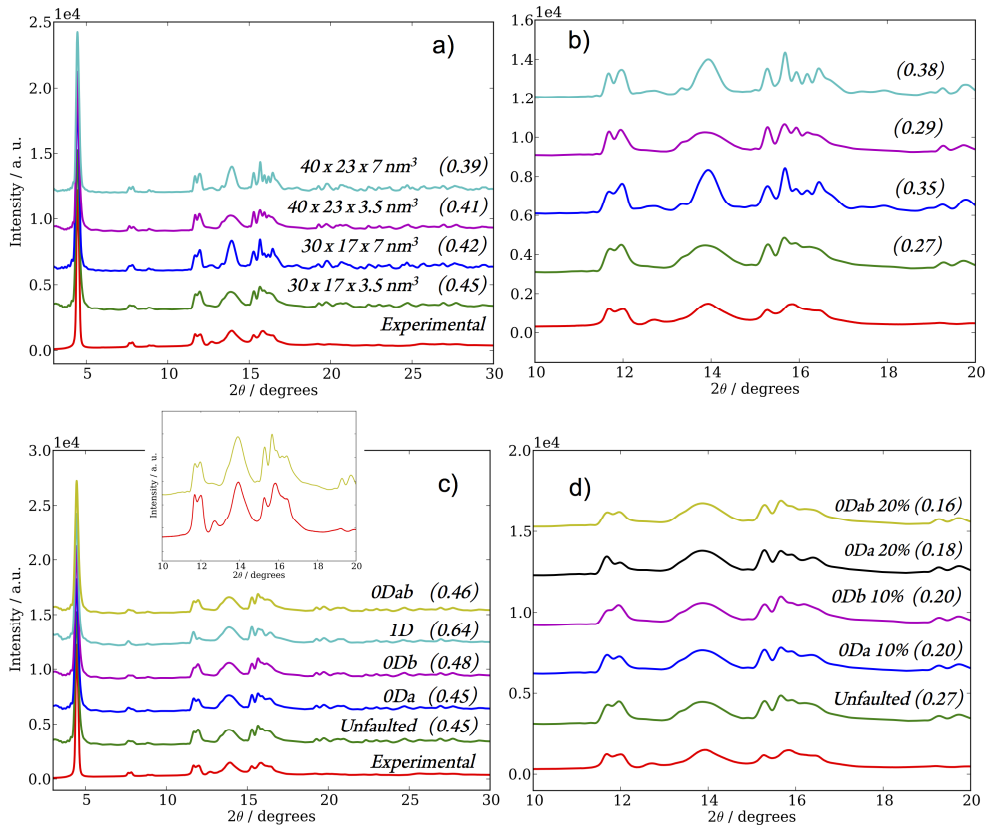 1e4
a)
2.5
2.0
1.5
1.0
0.5
0.0
Intensity / a. u.
40 x 23 x 7 nm³ (0.39)
40 x 23 x 3.5 nm³ (0.41)
30 x 17 x 7 nm³ (0.42)
30 x 17 x 3.5 nm³ (0.45)
Experimental
5 10 15 20 25 30
2θ / degrees
1e4
b)
1.6
1.4
1.2
1.0
0.8
0.6
0.4
0.2
0.0
(0.38)
(0.29)
(0.35)
(0.27)
10 12 14 16 18 20
2θ / degrees
1e4
c)
3.0
2.5
2.0
1.5
1.0
0.5
0.0
Intensity / a.u.
Intensity / a. u.
10 12 14 16 18 20
2θ / degrees
0Dab (0.46)
1D (0.64)
0Db (0.48)
0Da (0.45)
Unfaulted (0.45)
Experimental
5 10 15 20 25 30
2θ / degrees
1e4
d)
2.0
1.5
1.0
0.5
0.0
0Dab 20% (0.16)
0Da 20% (0.18)
0Db 10% (0.20)
0Da 10% (0.20)
Unfaulted (0.27)
10 12 14 16 18 20
2θ / degrees